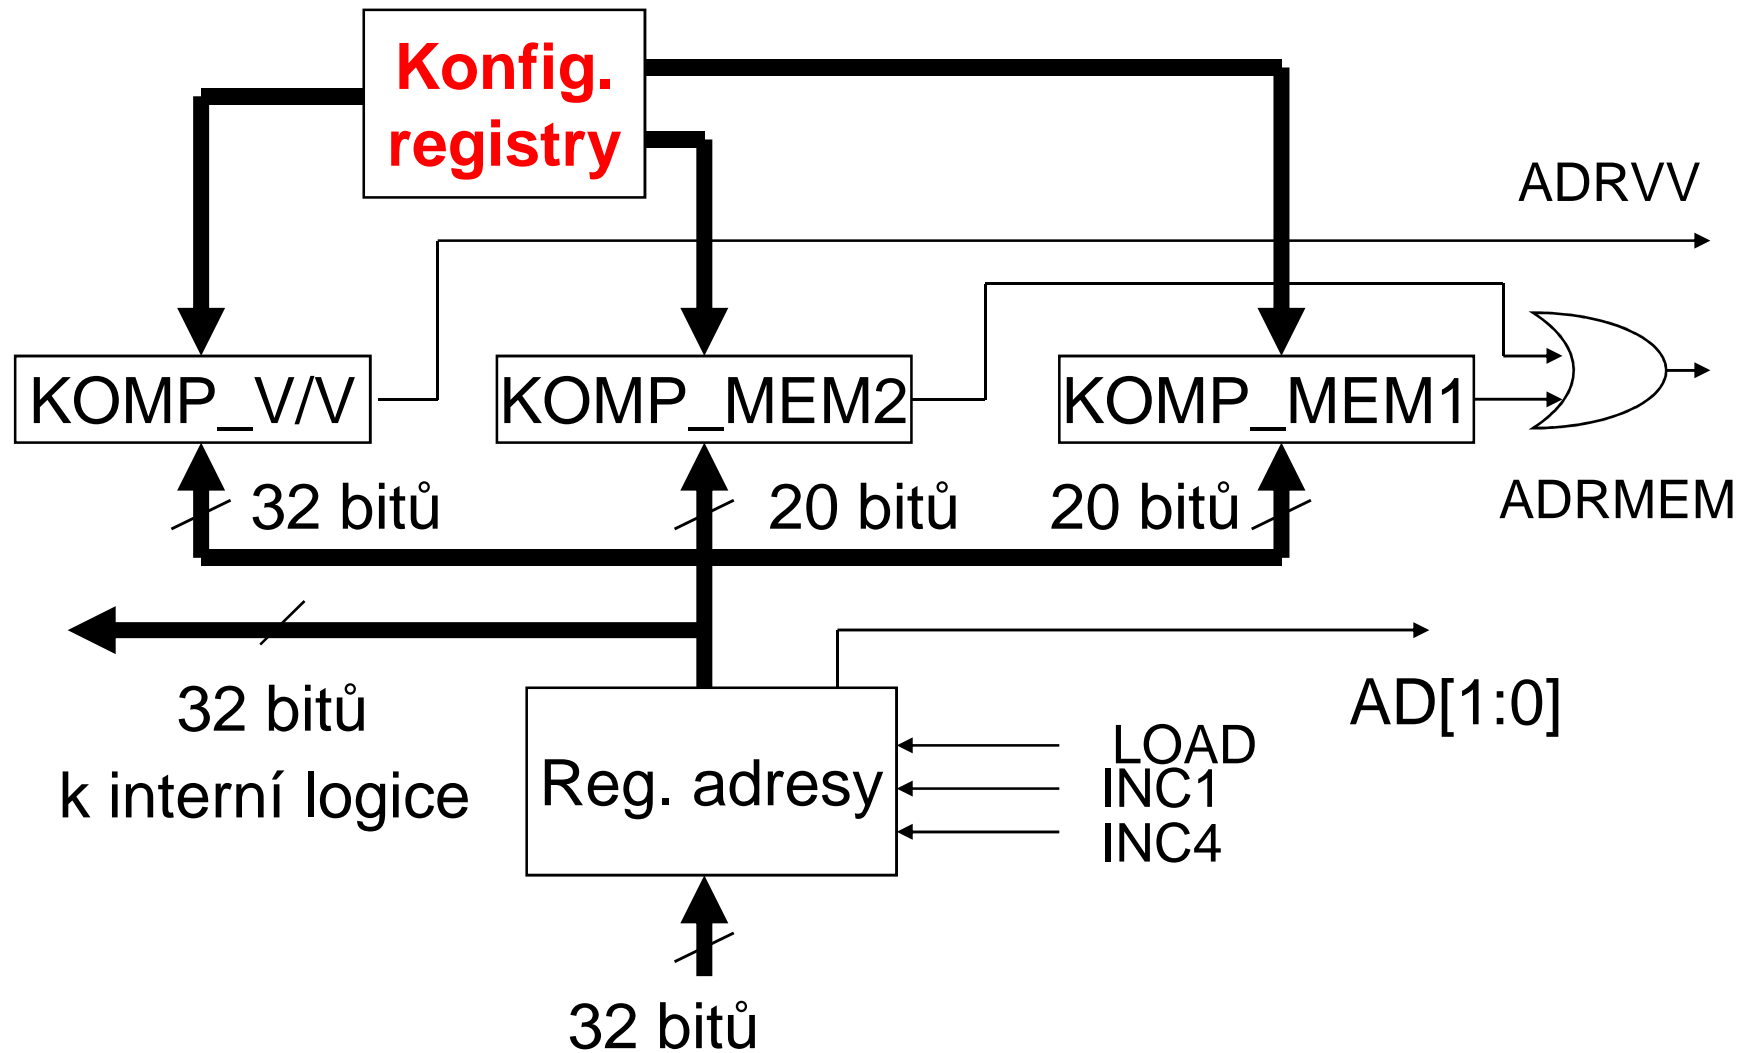 Konfig.
registry
ADRVV
KOMP_V/V
KOMP_MEM2
KOMP_MEM1
32 bitů
20 bitů
20 bitů
ADRMEM
32 bitů
k interní logice
AD[1:0]
Reg. adresy
LOAD
INC1
INC4
32 bitů